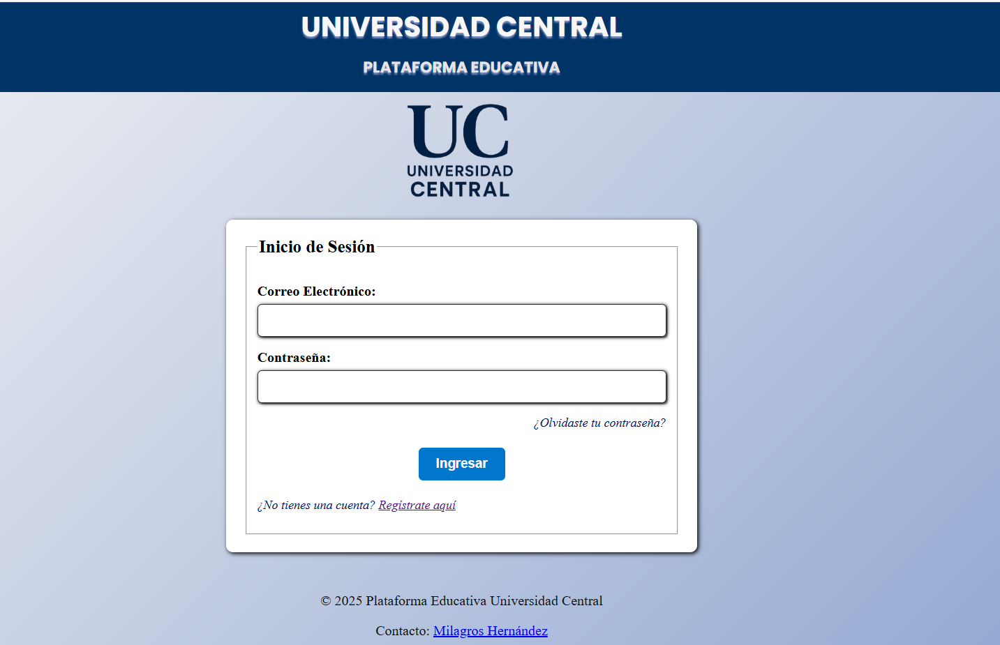 UNIVERSIDAD CENTRAL
PLATAFORMA EDUCATIVA
UC
UNIVERSIDAD
CENTRAL
Inicio de Sesión
Correo Electrónico:
Contraseña:
¿Olvidaste tu contraseña?
Ingresar
¿No tienes una cuenta? Regístrate aquí
© 2025 Plataforma Educativa Universidad Central
Contacto: Milagros Hernández